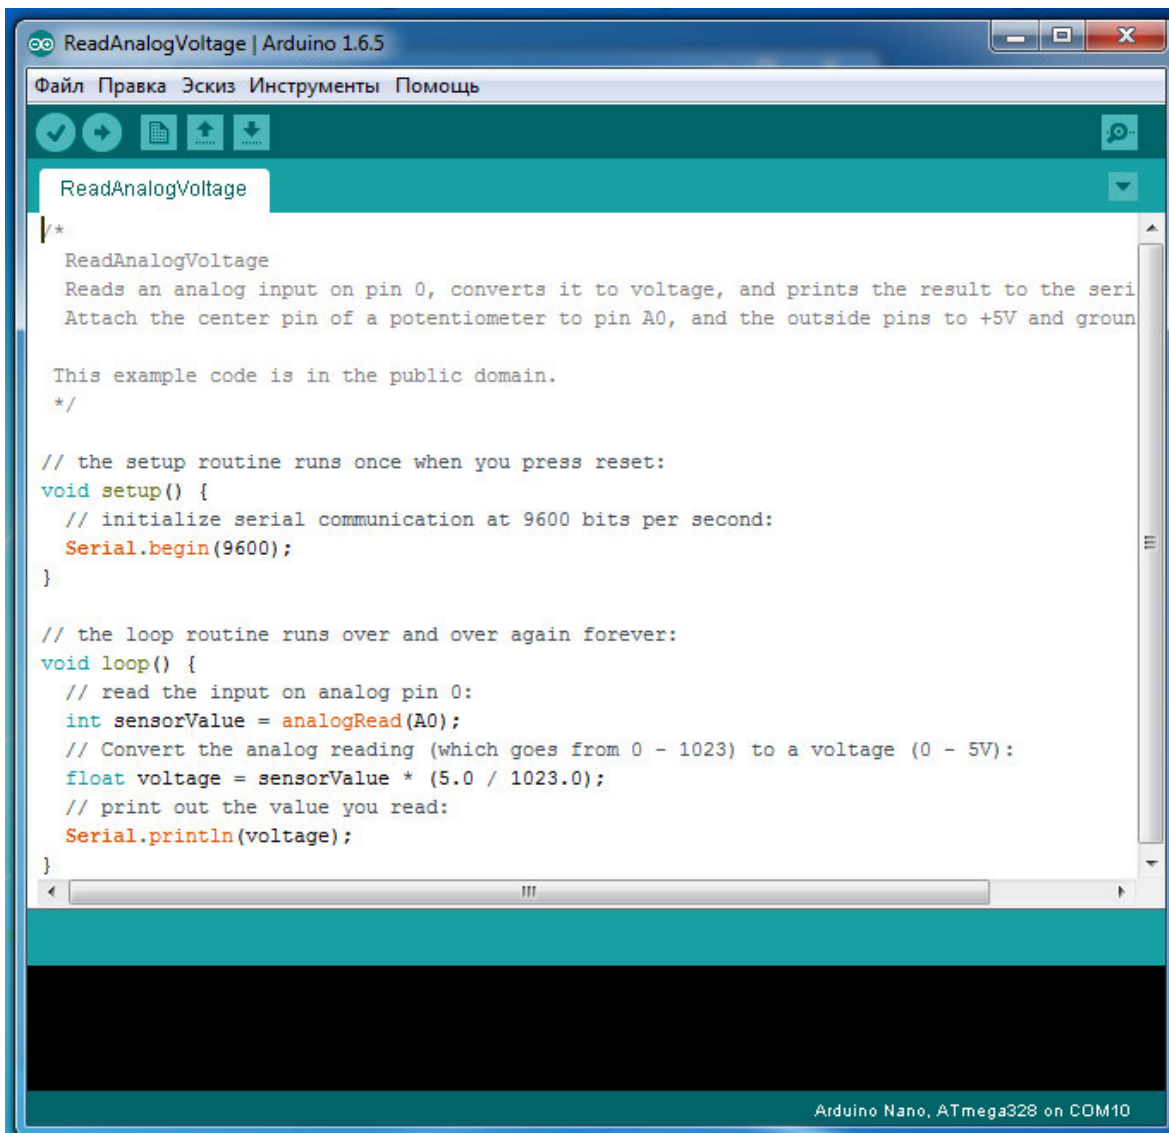 ReadAnalogVoltage | Arduino 1.6.5
Файл Правка Эскиз Инструменты Помощь
ReadAnalogVoltage
/*
  ReadAnalogVoltage
  Reads an analog input on pin 0, converts it to voltage, and prints the result to the seri
  Attach the center pin of a potentiometer to pin A0, and the outside pins to +5V and groun

 This example code is in the public domain.
 */

// the setup routine runs once when you press reset:
void setup() {
  // initialize serial communication at 9600 bits per second:
  Serial.begin(9600);
}

// the loop routine runs over and over again forever:
void loop() {
  // read the input on analog pin 0:
  int sensorValue = analogRead(A0);
  // Convert the analog reading (which goes from 0 - 1023) to a voltage (0 - 5V):
  float voltage = sensorValue * (5.0 / 1023.0);
  // print out the value you read:
  Serial.println(voltage);
}
Arduino Nano, ATmega328 on COM10